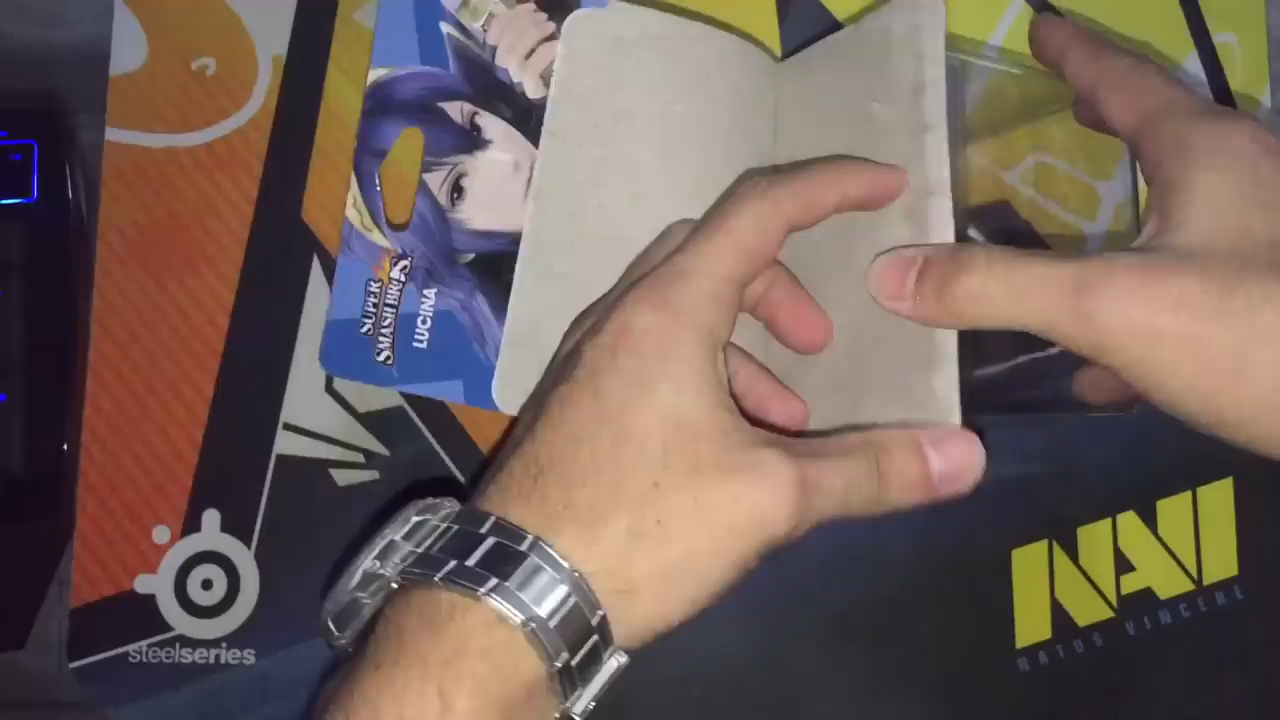 SUPER
SMASH BROS.
LUCINA
steelseries
NAVI
NATUS VINCERE